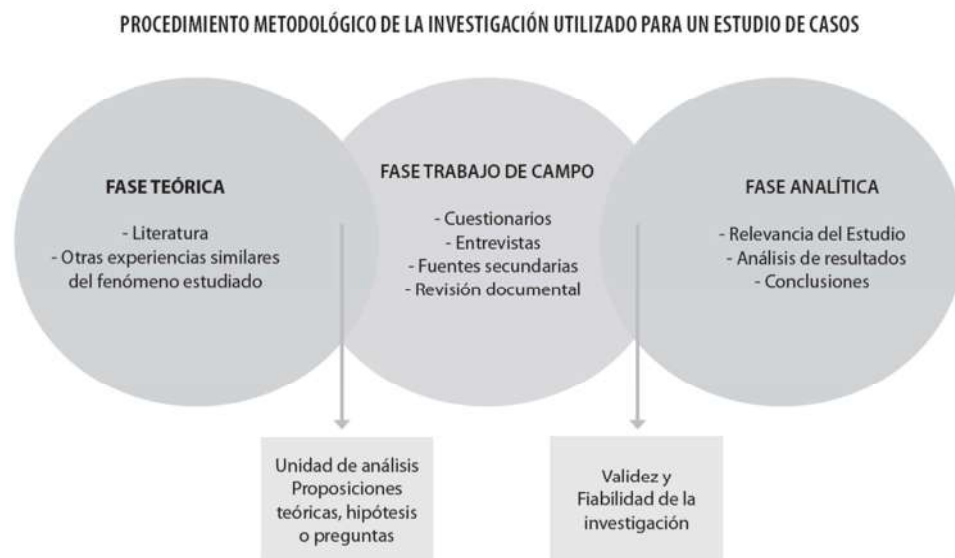 PROCEDIMIENTO METODOLÓGICO DE LA INVESTIGACIÓN UTILIZADO PARA UN ESTUDIO DE CASOS
FASE TEÓRICA
- Literatura
- Otras experiencias similares
del fenómeno estudiado
FASE TRABAJO DE CAMPO
- Cuestionarios
- Entrevistas
- Fuentes secundarias
- Revisión documental
FASE ANALÍTICA
- Relevancia del Estudio
- Análisis de resultados
- Conclusiones
Unidad de análisis
Proposiciones
teóricas, hipótesis
o preguntas
Validez y
Fiabilidad de la
investigación